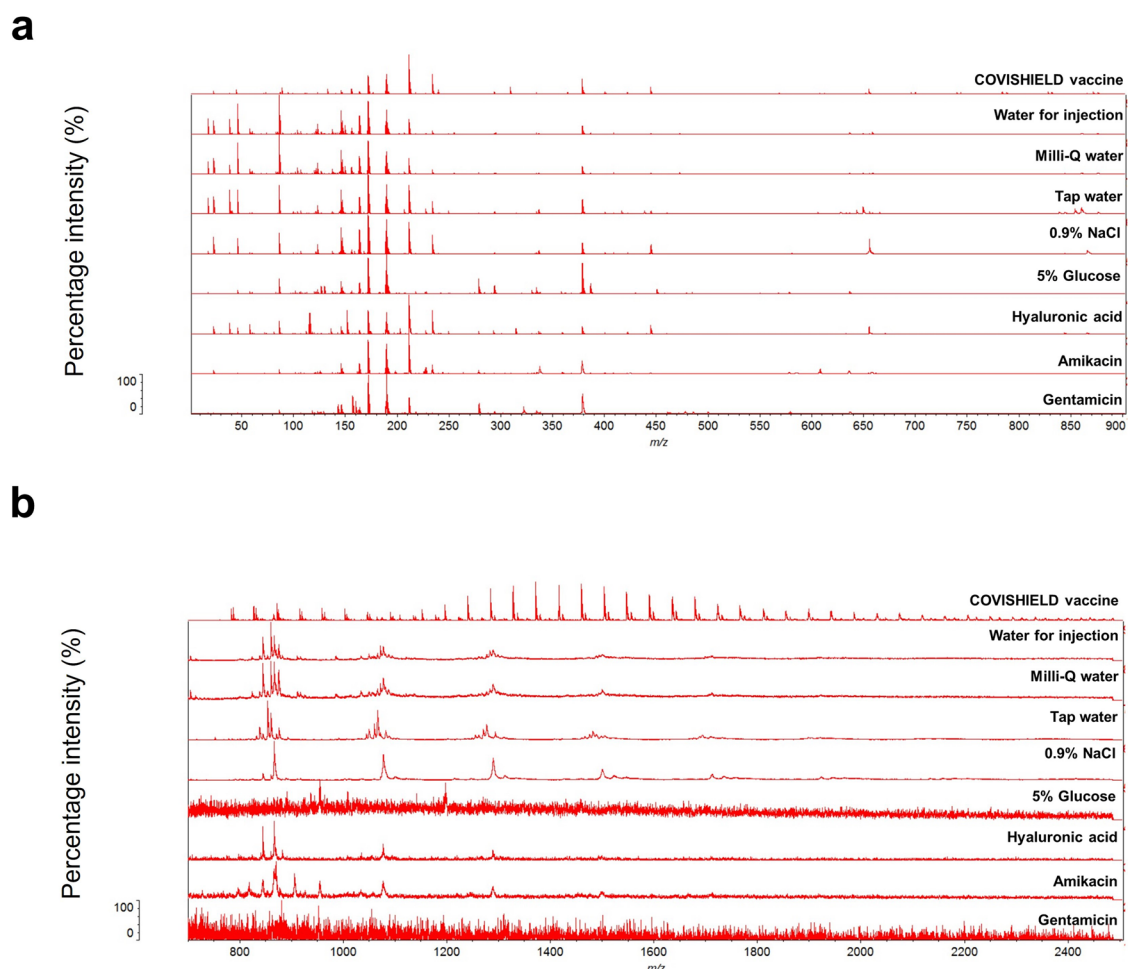 a
Percentage intensity (%)
COVISHIELD vaccine
Water for injection
Milli-Q water
Tap water
0.9% NaCl
5% Glucose
Hyaluronic acid
Amikacin
Gentamicin
100
0
50 100 150 200 250 300 350 400 450 500 550 600 650 700 750 800 850 900
m/z
b
Percentage intensity (%)
COVISHIELD vaccine
Water for injection
Milli-Q water
Tap water
0.9% NaCl
5% Glucose
Hyaluronic acid
Amikacin
Gentamicin
100
0
800 1000 1200 1400 1600 1800 2000 2200 2400
m/z